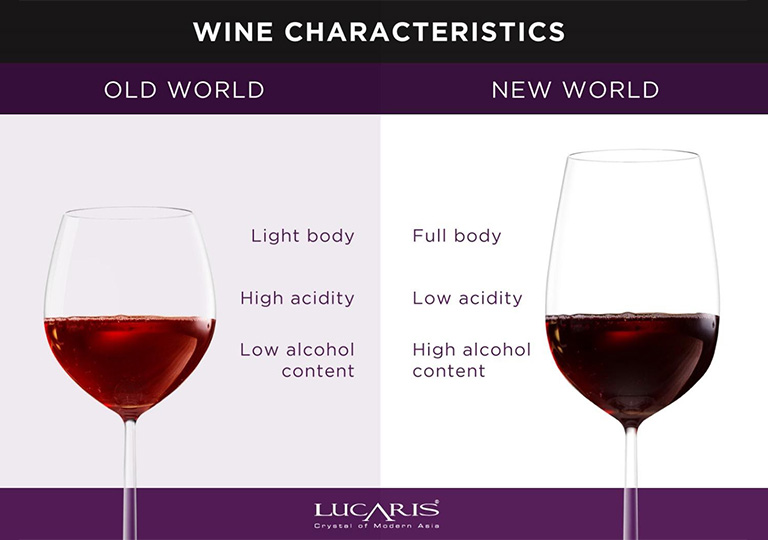 WINE CHARACTERISTICS
OLD WORLD
NEW WORLD
Light body
High acidity
Low alcohol
content
Full body
Low acidity
High alcohol
content
LUCARIS®
Crystal of Modern Asia